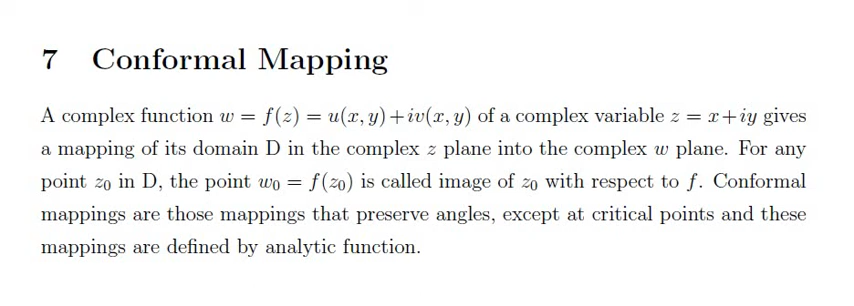 7 Conformal Mapping
A complex function w = f(z) = u(x, y)+iv(x, y) of a complex variable z = x+iy gives
a mapping of its domain D in the complex z plane into the complex w plane. For any
point z₀ in D, the point w₀ = f(z₀) is called image of z₀ with respect to f. Conformal
mappings are those mappings that preserve angles, except at critical points and these
mappings are defined by analytic function.